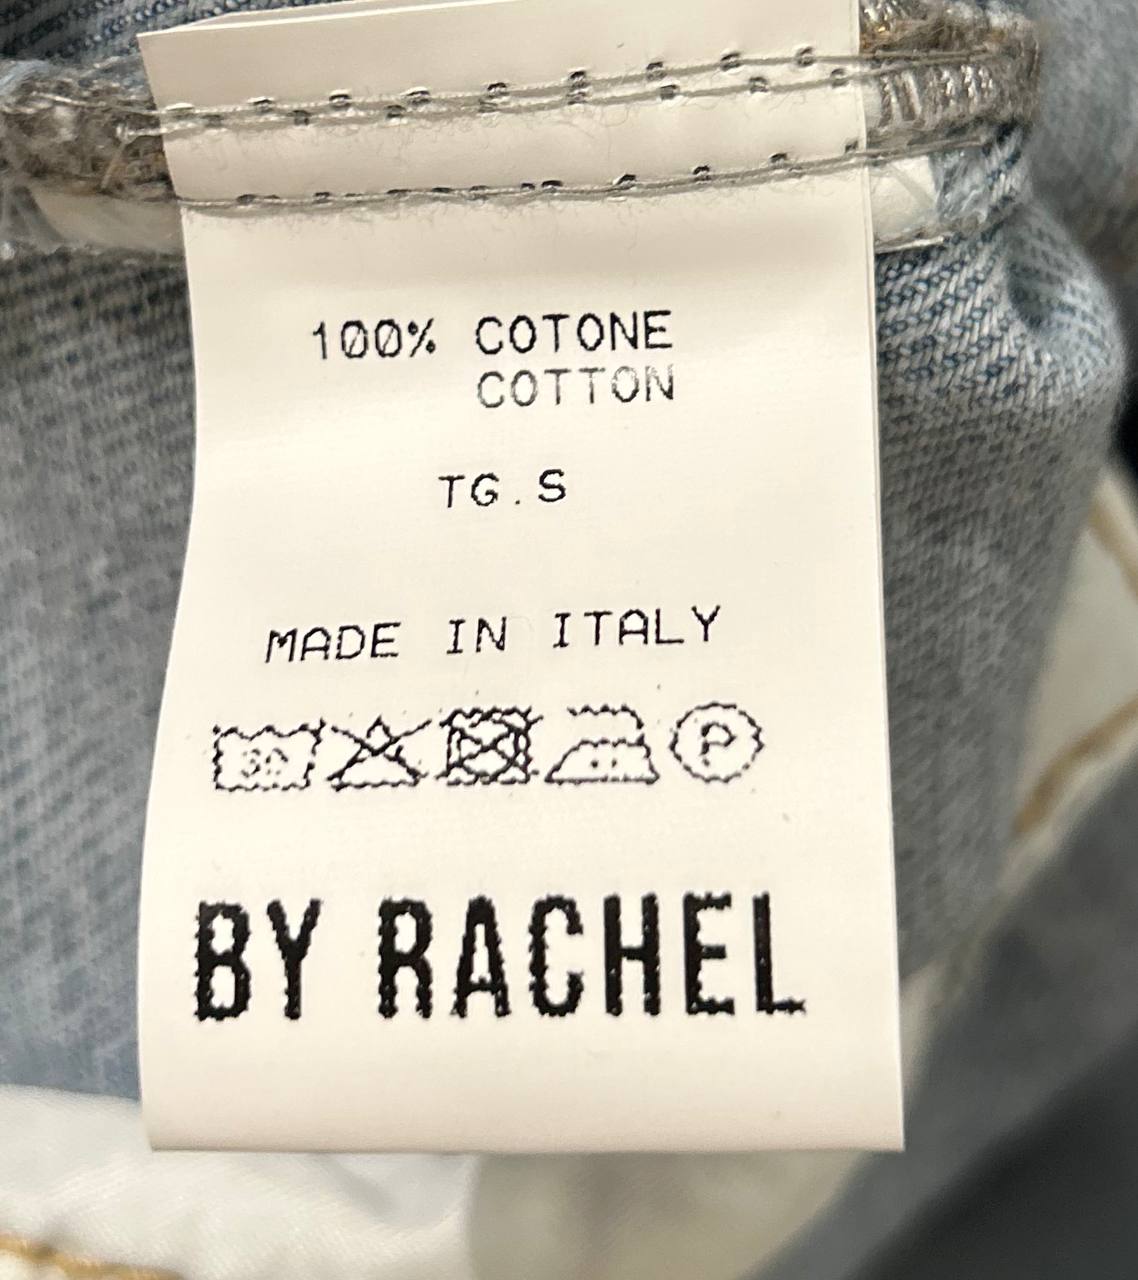 100% COTONE
COTTON
TG.S
MADE IN ITALY
30 P
BY RACHEL